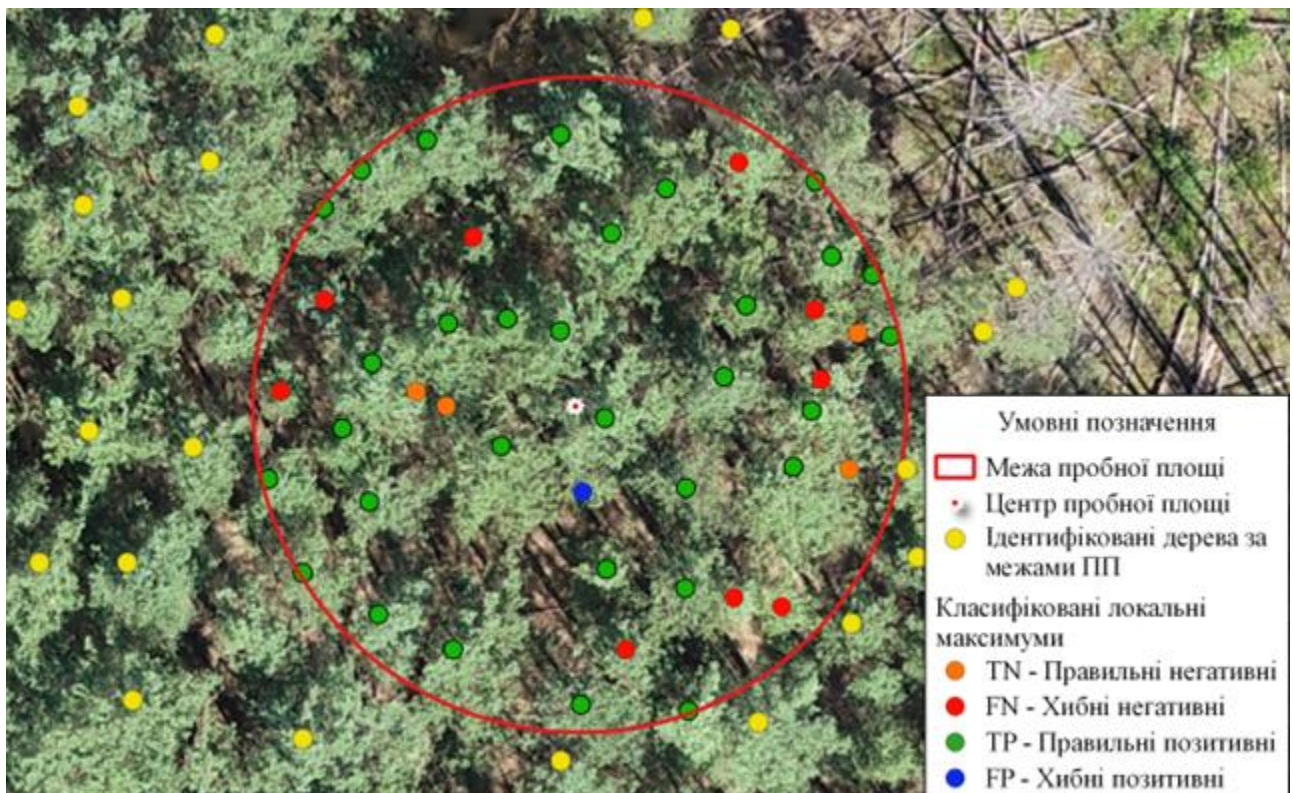 Умовні позначення
Межа пробної площі
Центр пробної площі
Ідентифіковані дерева за
межами ПП
Класифіковані локальні
максимуми
TN - Правильні негативні
FN - Хибні негативні
TP - Правильні позитивні
FP - Хибні позитивні